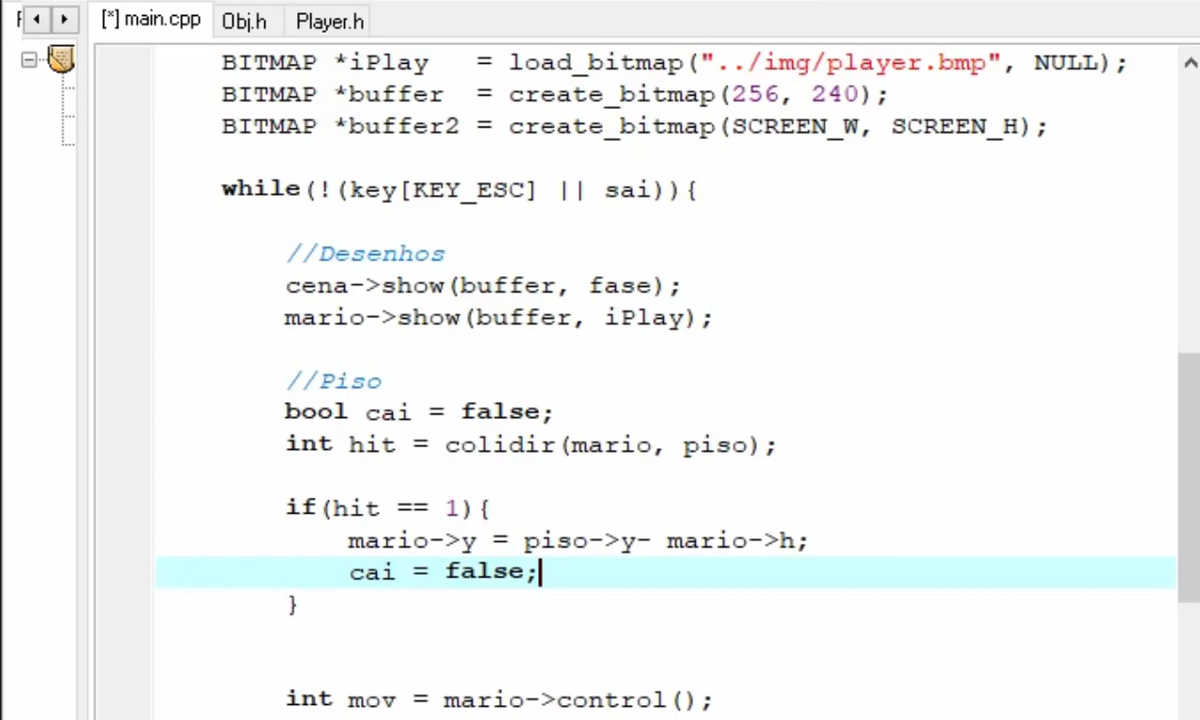 [*] main.cpp Obj.h Player.h
BITMAP *iPlay = load_bitmap("../img/player.bmp", NULL);
BITMAP *buffer = create_bitmap(256, 240);
BITMAP *buffer2 = create_bitmap(SCREEN_W, SCREEN_H);
while(!(key[KEY_ESC] || sai)){
//Desenhos
cena->show(buffer, fase);
mario->show(buffer, iPlay);
//Piso
bool cai = false;
int hit = colidir(mario, piso);
if(hit == 1){
mario->y = piso->y- mario->h;
cai = false;
}
int mov = mario->control();